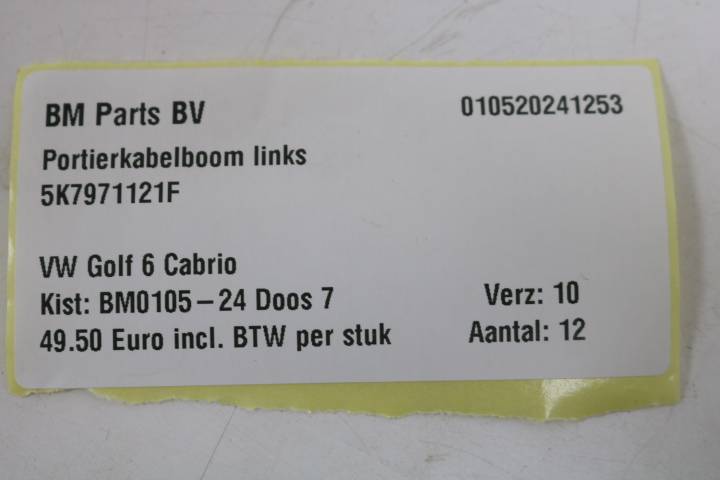 BM Parts BV 010520241253
Portierkabelboom links
5K7971121F
VW Golf 6 Cabrio
Kist: BM0105-24 Doos 7 Verz: 10
49.50 Euro incl. BTW per stuk Aantal: 12